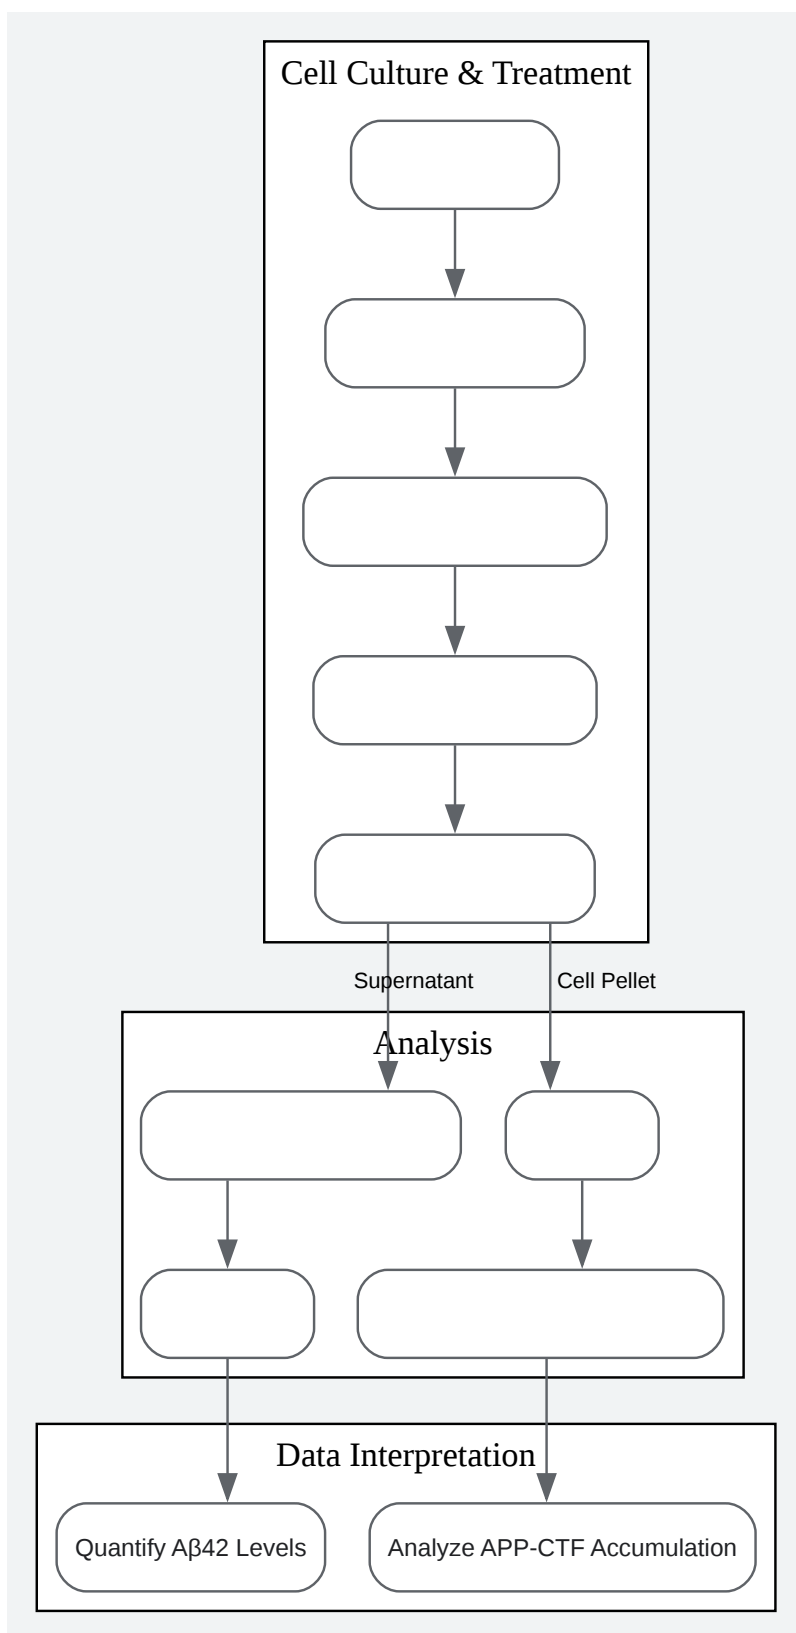 Cell Culture & Treatment
Supernatant
Cell Pellet
Analysis
Data Interpretation
Quantify Aβ42 Levels
Analyze APP-CTF Accumulation